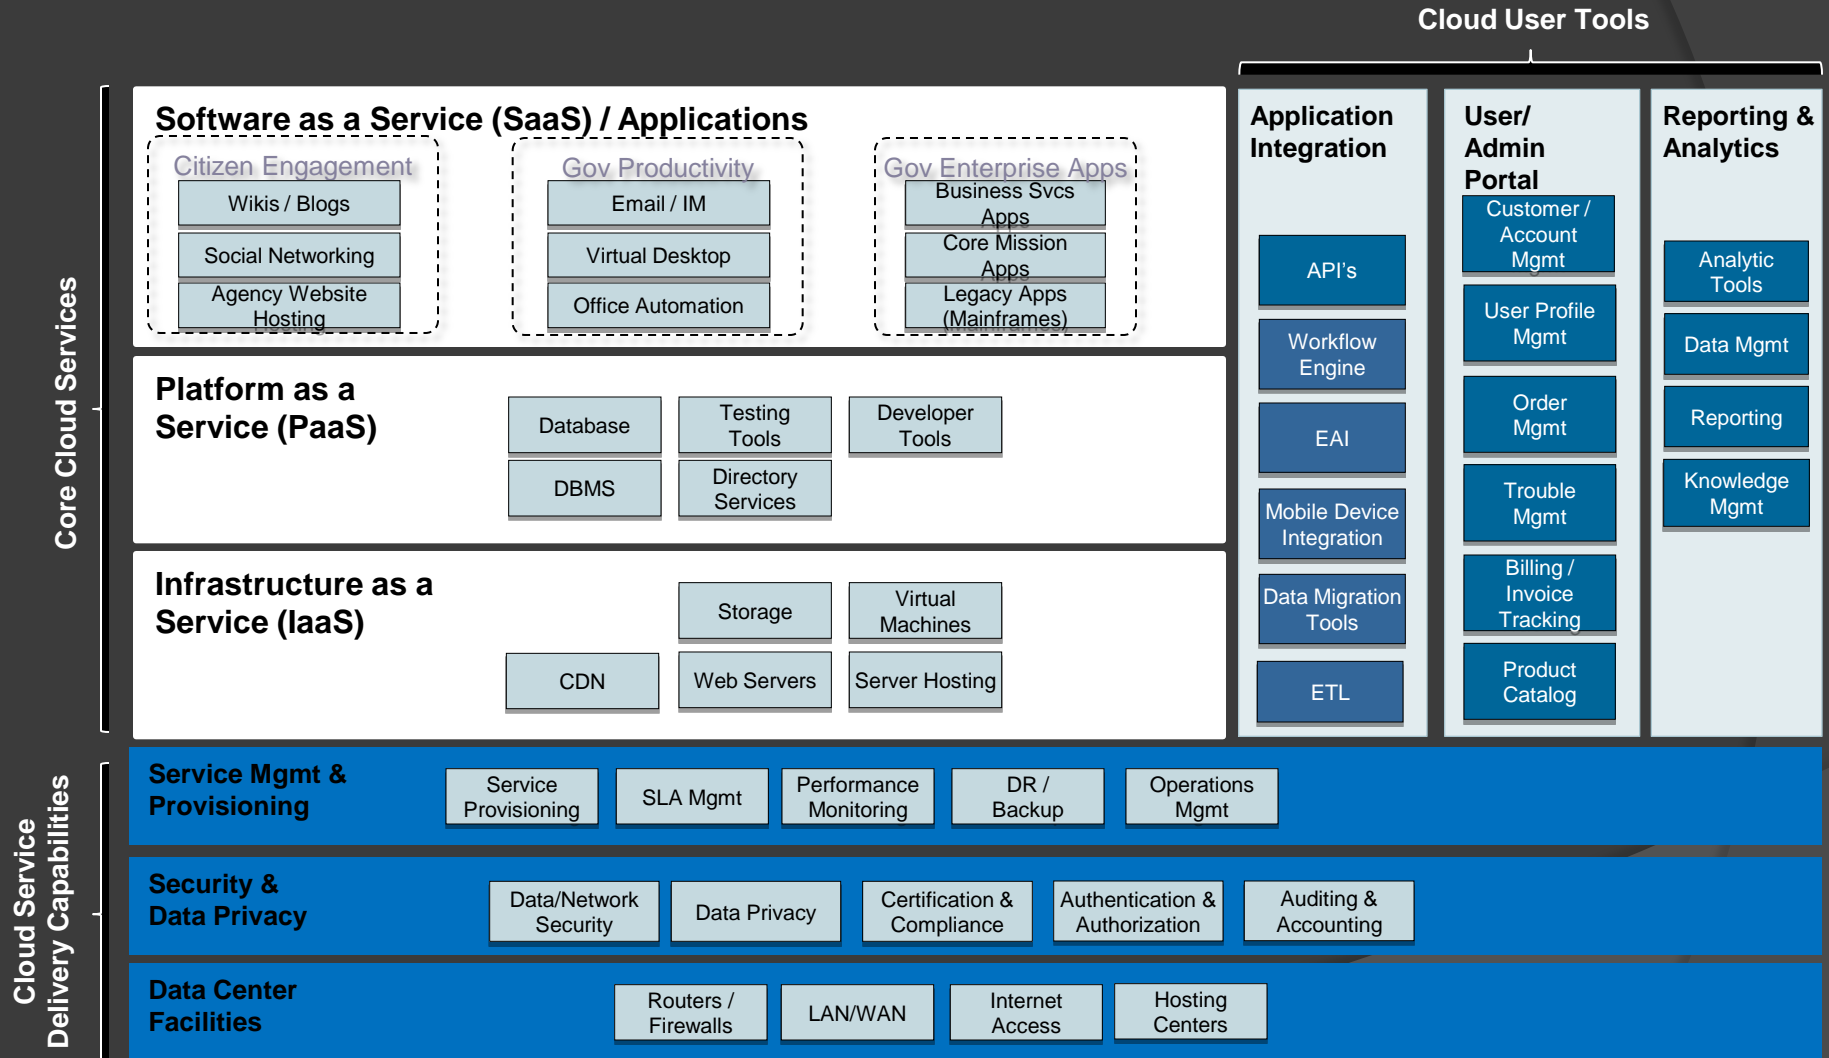 Cloud User Tools
Core Cloud Services
Software as a Service (SaaS) / Applications
Citizen Engagement
Wikis / Blogs
Social Networking
Agency Website
Hosting
Gov Productivity
Email / IM
Virtual Desktop
Office Automation
Gov Enterprise Apps
Business Svcs
Apps
Core Mission
Apps
Legacy Apps
(Mainframes)
Platform as a
Service (PaaS)
Database
Testing
Tools
Developer
Tools
DBMS
Directory
Services
Infrastructure as a
Service (IaaS)
Storage
Virtual
Machines
CDN
Web Servers
Server Hosting
Application
Integration
API's
Workflow
Engine
EAI
Mobile Device
Integration
Data Migration
Tools
ETL
User/
Admin
Portal
Customer /
Account
Mgmt
User Profile
Mgmt
Order
Mgmt
Trouble
Mgmt
Billing /
Invoice
Tracking
Product
Catalog
Reporting &
Analytics
Analytic
Tools
Data Mgmt
Reporting
Knowledge
Mgmt
Cloud Service
Delivery Capabilities
Service Mgmt &
Provisioning
Service
Provisioning
SLA Mgmt
Performance
Monitoring
DR /
Backup
Operations
Mgmt
Security &
Data Privacy
Data/Network
Security
Data Privacy
Certification &
Compliance
Authentication &
Authorization
Auditing &
Accounting
Data Center
Facilities
Routers /
Firewalls
LAN/WAN
Internet
Access
Hosting
Centers